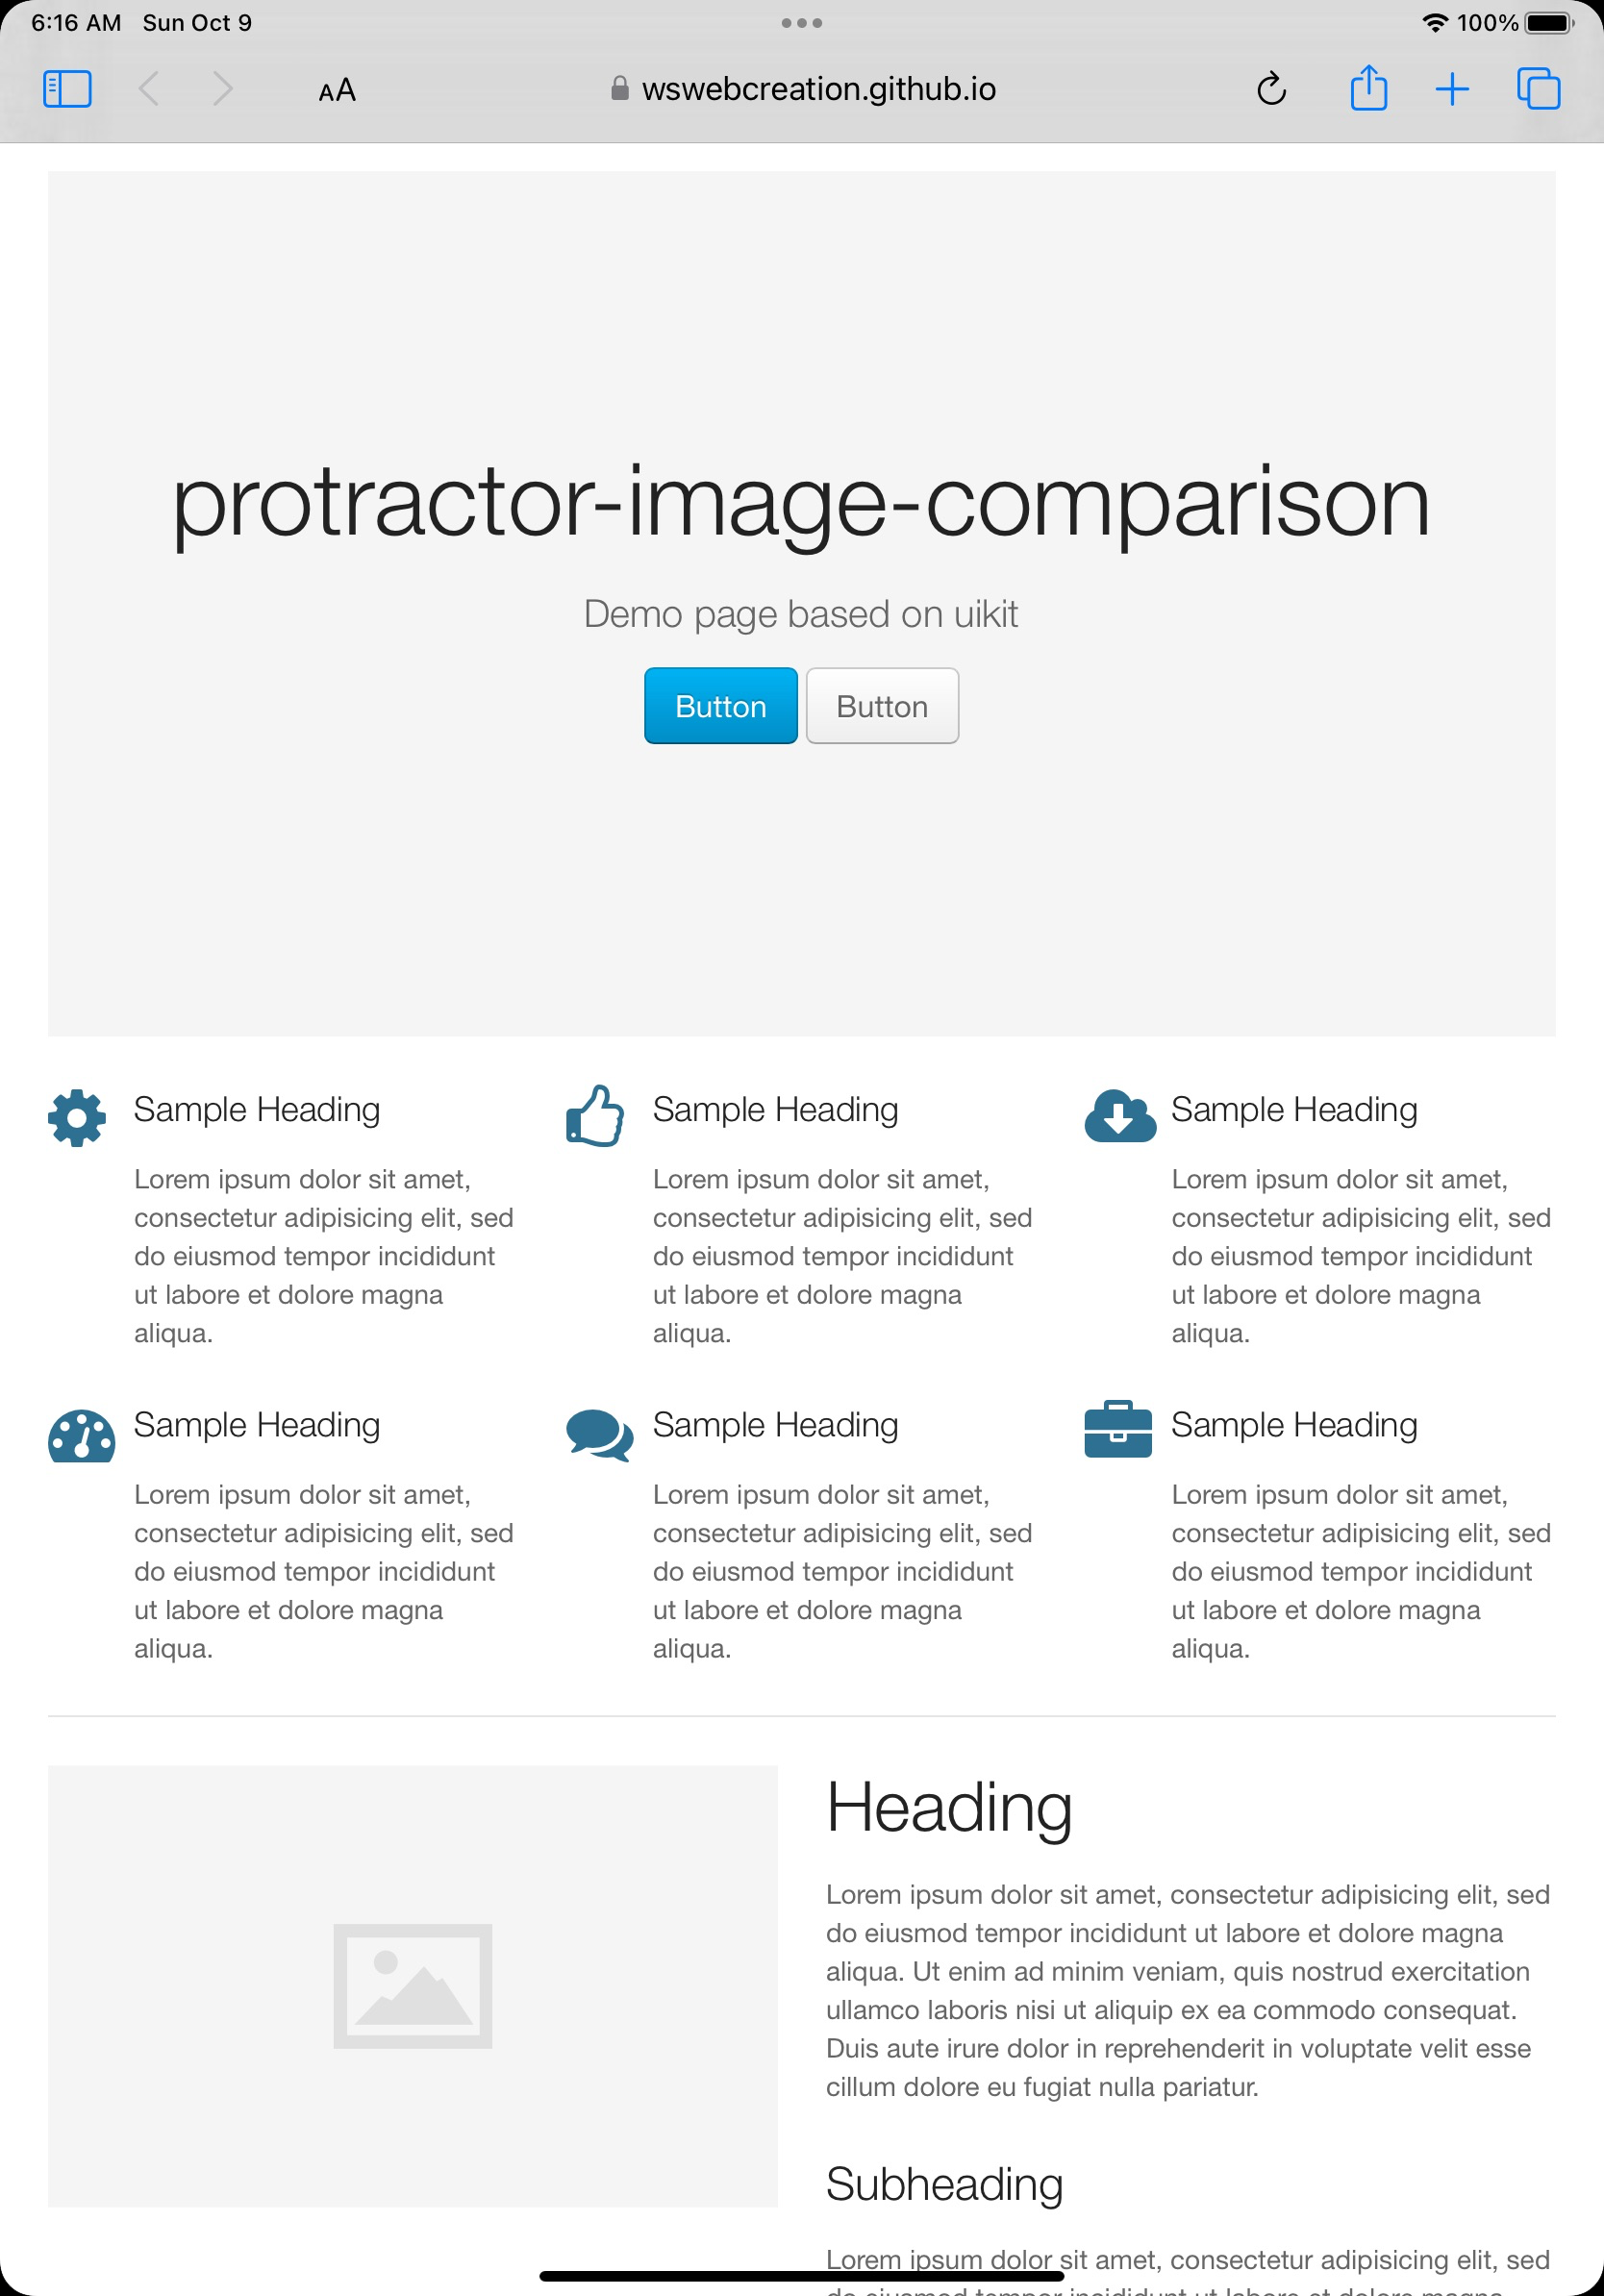 6:16 AM Sun Oct 9
100%
AA
wswebcreation.github.io
protractor-image-comparison
Demo page based on uikit
Button
Button
Sample Heading
Lorem ipsum dolor sit amet,
consectetur adipisicing elit, sed
do eiusmod tempor incididunt
ut labore et dolore magna
aliqua.
Sample Heading
Lorem ipsum dolor sit amet,
consectetur adipisicing elit, sed
do eiusmod tempor incididunt
ut labore et dolore magna
aliqua.
Sample Heading
Lorem ipsum dolor sit amet,
consectetur adipisicing elit, sed
do eiusmod tempor incididunt
ut labore et dolore magna
aliqua.
Sample Heading
Lorem ipsum dolor sit amet,
consectetur adipisicing elit, sed
do eiusmod tempor incididunt
ut labore et dolore magna
aliqua.
Sample Heading
Lorem ipsum dolor sit amet,
consectetur adipisicing elit, sed
do eiusmod tempor incididunt
ut labore et dolore magna
aliqua.
Sample Heading
Lorem ipsum dolor sit amet,
consectetur adipisicing elit, sed
do eiusmod tempor incididunt
ut labore et dolore magna
aliqua.
Heading
Lorem ipsum dolor sit amet, consectetur adipisicing elit, sed
do eiusmod tempor incididunt ut labore et dolore magna
aliqua. Ut enim ad minim veniam, quis nostrud exercitation
ullamco laboris nisi ut aliquip ex ea commodo consequat.
Duis aute irure dolor in reprehenderit in voluptate velit esse
cillum dolore eu fugiat nulla pariatur.
Subheading
Lorem ipsum dolor sit amet, consectetur adipisicing elit, sed